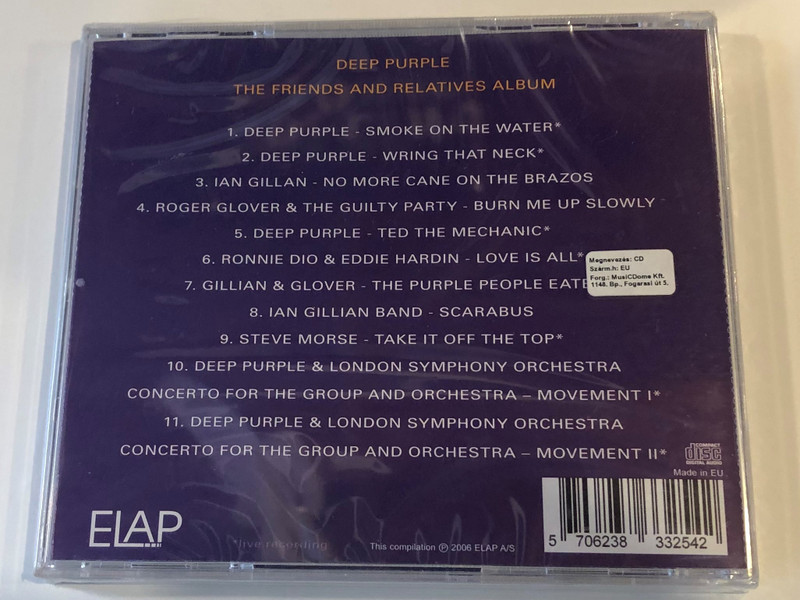 DEEP PURPLE
THE FRIENDS AND RELATIVES ALBUM
1. DEEP PURPLE - SMOKE ON THE WATER*
2. DEEP PURPLE - WRING THAT NECK*
3. IAN GILLAN - NO MORE CANE ON THE BRAZOS
4. ROGER GLOVER & THE GUILTY PARTY - BURN ME UP SLOWLY
5. DEEP PURPLE - TED THE MECHANIC*
6. RONNIE DIO & EDDIE HARDIN - LOVE IS ALL*
7. GILLIAN & GLOVER - THE PURPLE PEOPLE EATE
8. IAN GILLIAN BAND - SCARABUS
9. STEVE MORSE - TAKE IT OFF THE TOP*
10. DEEP PURPLE & LONDON SYMPHONY ORCHESTRA
CONCERTO FOR THE GROUP AND ORCHESTRA – MOVEMENT I*
11. DEEP PURPLE & LONDON SYMPHONY ORCHESTRA
CONCERTO FOR THE GROUP AND ORCHESTRA – MOVEMENT II*
Megnevezés: CD
Szárm.h: EU
Forg.: MusiCDome Kft.
1148. Bp., Fogarasi út 5.
COMPACT
disc
DIGITAL AUDIO
Made in EU
ELAP
*live recording
This compilation ℗ 2006 ELAP A/S
5 706238 332542